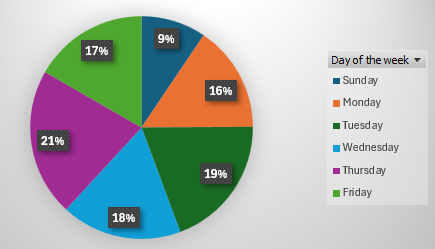 9%
16%
19%
18%
21%
17%
Day of the week
Sunday
Monday
Tuesday
Wednesday
Thursday
Friday